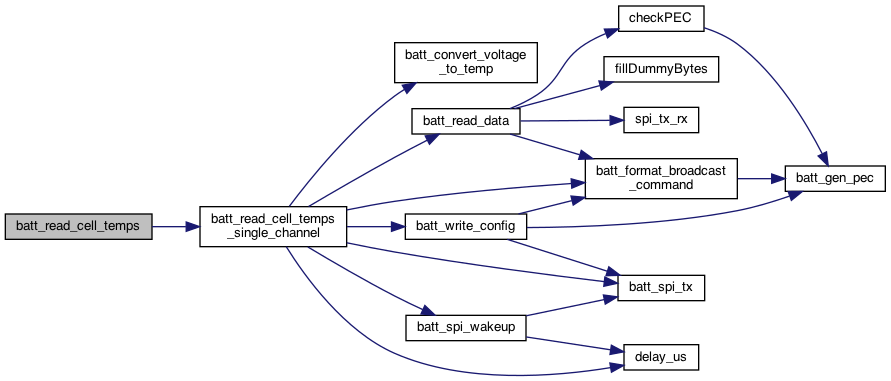 batt_read_cell_temps
batt_read_cell_temps
_single_channel
batt_convert_voltage
_to_temp
batt_read_data
batt_write_config
batt_spi_wakeup
checkPEC
fillDummyBytes
spi_tx_rx
batt_format_broadcast
_command
batt_spi_tx
delay_us
batt_gen_pec